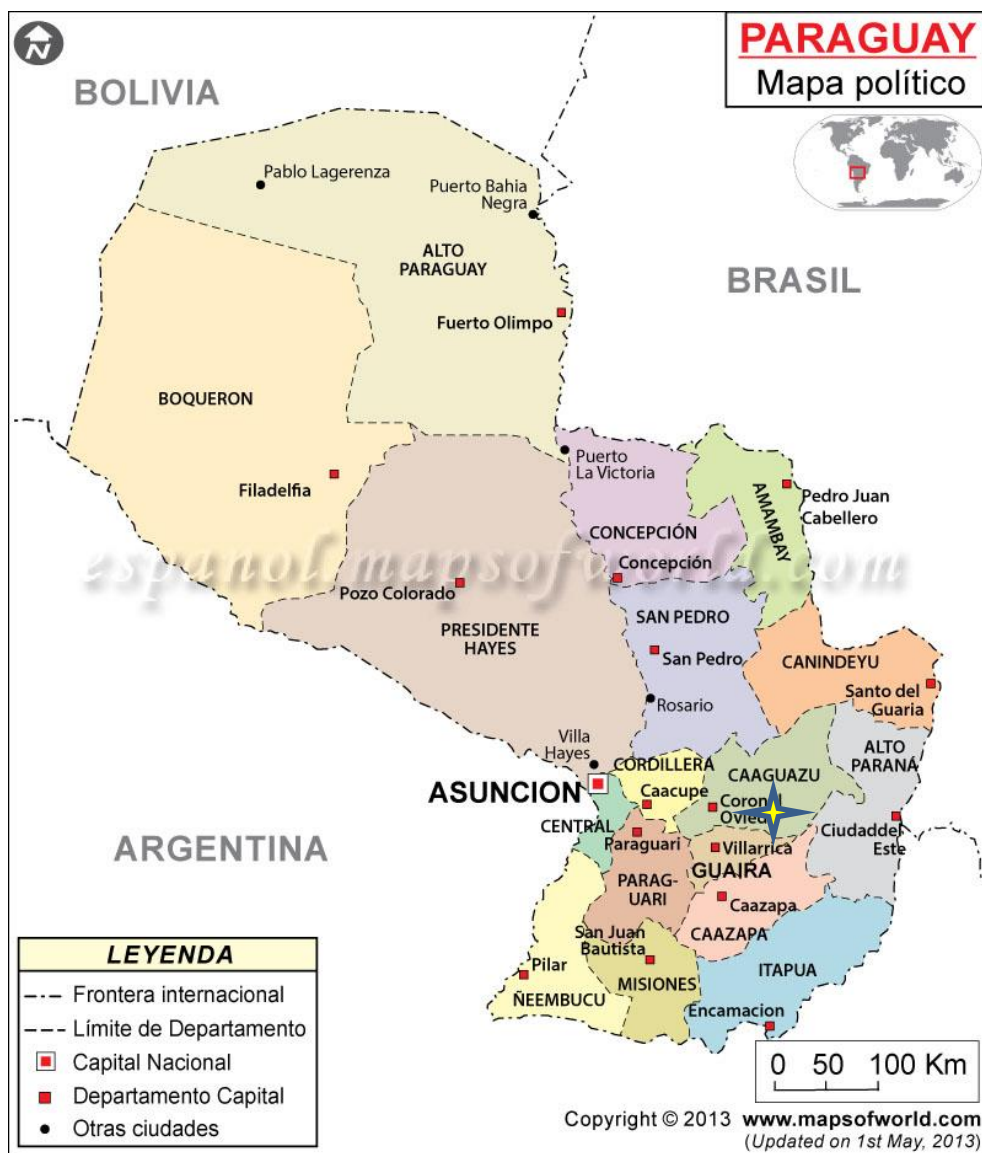 PARAGUAY
Mapa político
N
BOLIVIA
Pablo Lagerenza
Puerto Bahia
Negra
ALTO
PARAGUAY
BRASIL
Fuerto Olimpo
BOQUERON
Puerto
La Victoria
Filadelfia
AMAMBAY
Pedro Juan
Cabellero
CONCEPCIÓN
espanol.mapsofworld.com
Concepción
Pozo Colorado
SAN PEDRO
PRESIDENTE
HAYES
San Pedro
CANINDEYU
Santo del
Guaria
Rosario
Villa
Hayes
ALTO
PARANÁ
CORDILLERA
CAAGUAZU
ASUNCION
Caacupe
Coronel
CENTRAL
Paraguari
Ciudaddel
Este
Villarrica
ARGENTINA
GUAIRA
PARAG-
UARI
Caazapa
CAAZAPA
San Juan
Bautista
Pilar
ITAPUA
MISIONES
ÑEEMBUCU
Encamacion
LEYENDA
Frontera internacional
Límite de Departamento
Capital Nacional
Departamento Capital
Otras ciudades
0 50 100 Km
Copyright © 2013 www.mapsofworld.com
(Updated on 1st May, 2013)